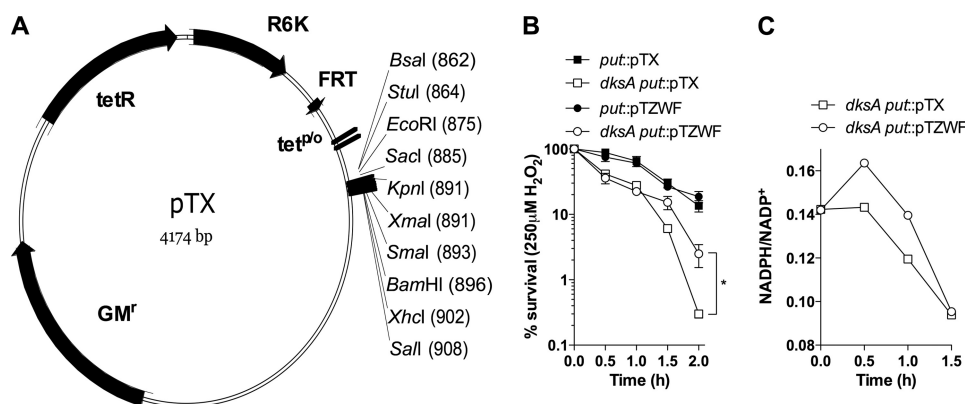 A
R6K
FRT
tet^p/o
tetR
pTX
4174 bp
GM^r
BsaI (862)
StuI (864)
EcoRI (875)
SacI (885)
KpnI (891)
XmaI (891)
SmaI (893)
BamHI (896)
XhcI (902)
SalI (908)
B
put::pTX
dksA put::pTX
put::pTZWF
dksA put::pTZWF
% survival (250μM H₂O₂)
100
10
1
0.1
*
0.0 0.5 1.0 1.5 2.0
Time (h)
C
dksA put::pTX
dksA put::pTZWF
NADPH/NADP⁺
0.16
0.14
0.12
0.10
0.08
0.0 0.5 1.0 1.5
Time (h)